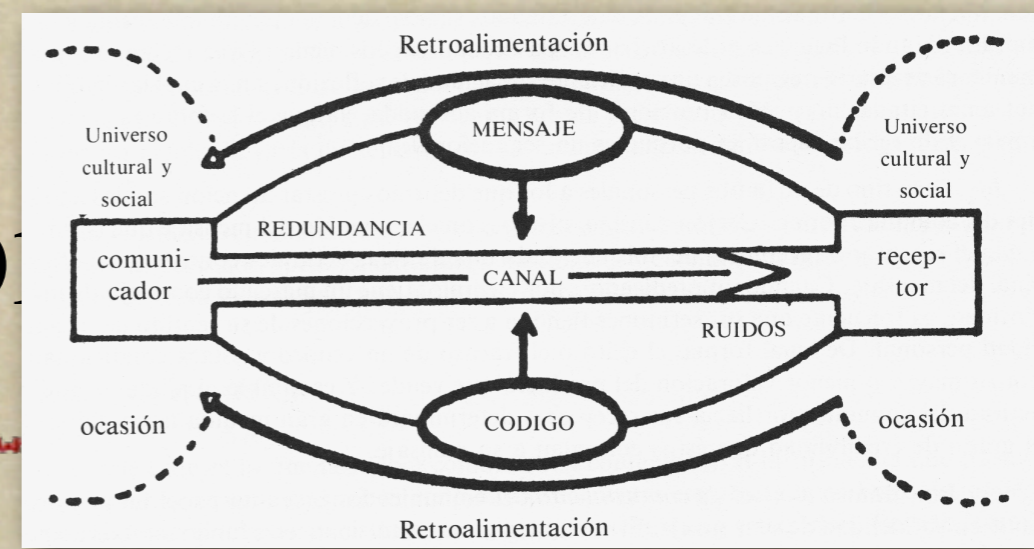 Retroalimentación
MENSAJE
Universo
cultural y
social
Universo
cultural y
social
REDUNDANCIA
comuni-
cador
CANAL
recep-
tor
RUIDOS
ocasión
CODIGO
ocasión
Retroalimentación